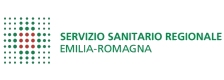 SERVIZIO SANITARIO REGIONALE
EMILIA-ROMAGNA